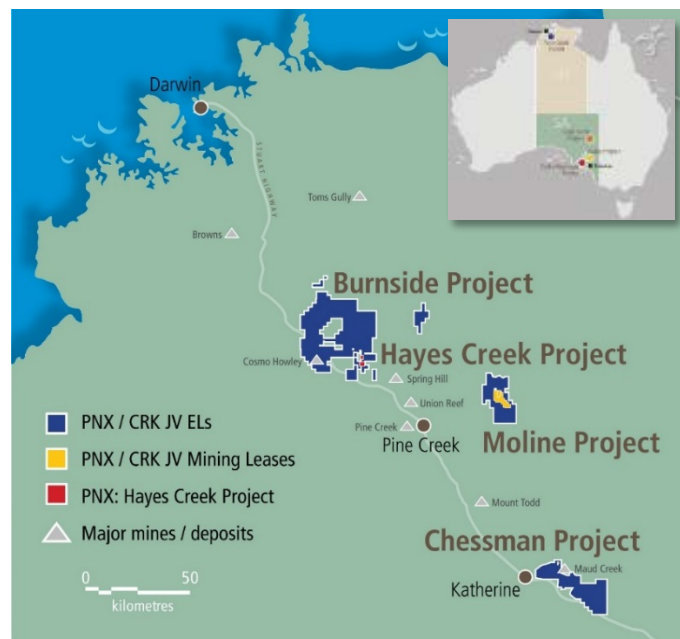 Darwin
STUART HIGHWAY
Toms Gully
Browns
Burnside Project
Hayes Creek Project
Cosmo Howley
Spring Hill
Union Reef
Pine Creek
Pine Creek
Moline Project
Mount Todd
Chessman Project
Maud Creek
Katherine
PNX / CRK JV ELs
PNX / CRK JV Mining Leases
PNX: Hayes Creek Project
Major mines / deposits
0 50
kilometres